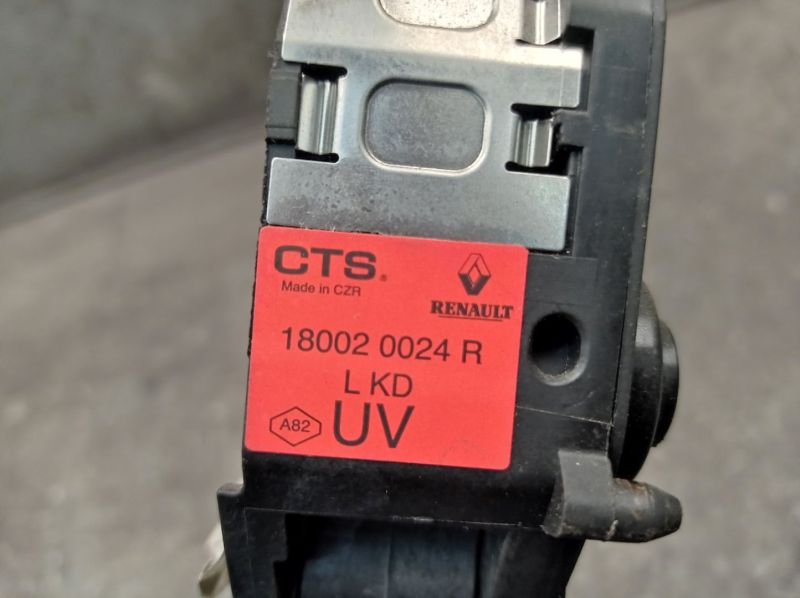 CTS®
Made in CZR
RENAULT
18002 0024 R
L KD
A82
UV